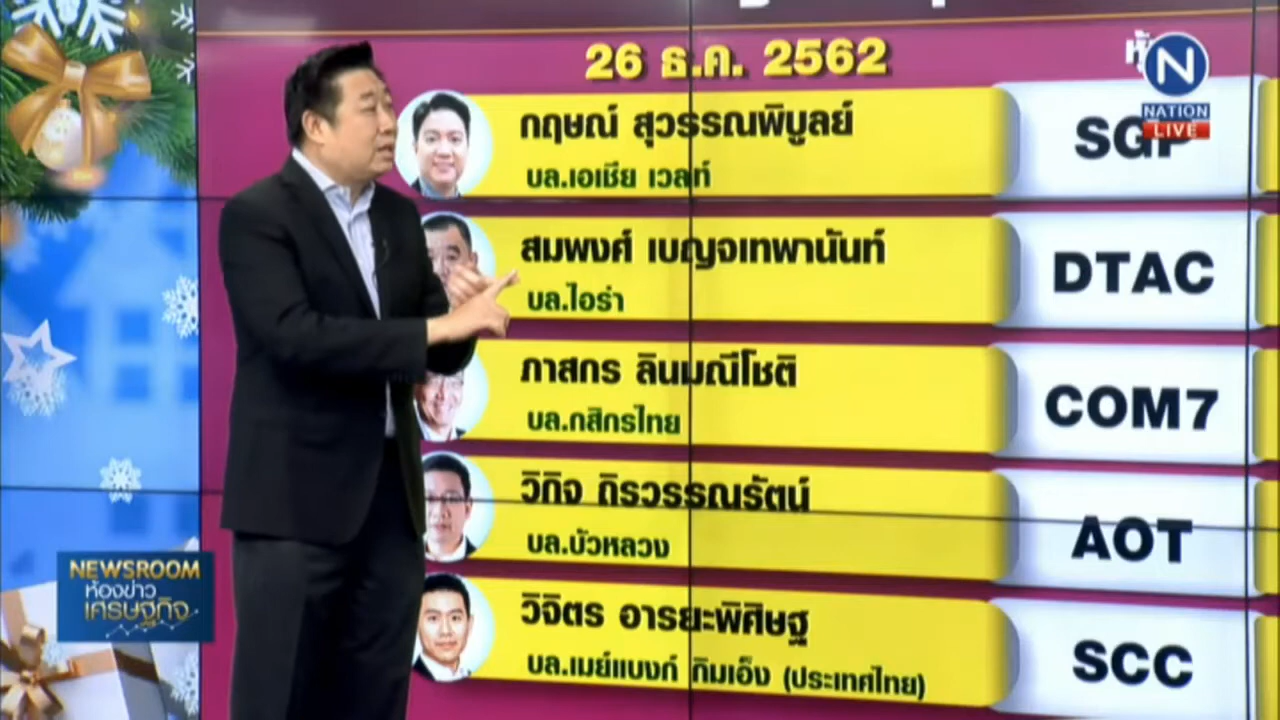 26 ธ.ค. 2562
กฤษณ์ สุวรรณพิบูลย์
บล.เอเชีย เวลท์
SGP
สมพงศ์ เบญจเทพานันท์
บล.ไอร่า
DTAC
ภาสกร ลินมณีโชติ
บล.กสิกรไทย
COM7
วิกิจ ถิรวรรณรัตน์
บล.บัวหลวง
AOT
วิจิตร อารยะพิศิษฐ
บล.เมย์แบงก์ กิมเอ็ง (ประเทศไทย)
SCC
N
NATION
LIVE
NEWSROOM
ห้องข่าว
เศรษฐกิจ